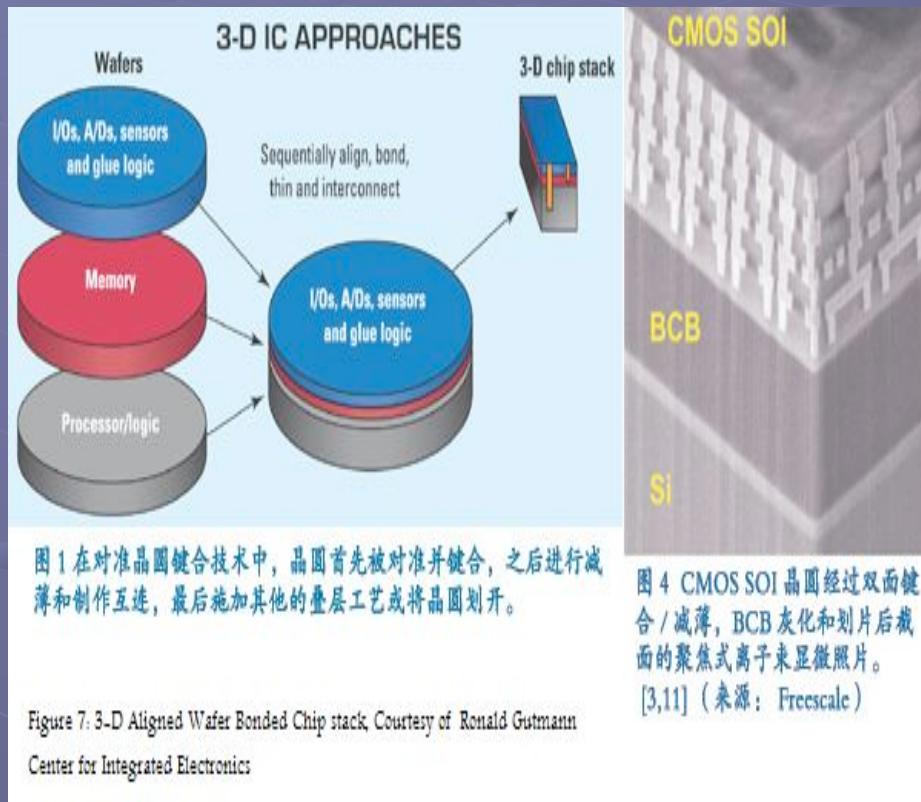 3-D IC APPROACHES
Wafers
I/Os, A/Ds, sensors
and glue logic
Memory
Processor/logic
Sequentially align, bond,
thin and interconnect
I/Os, A/Ds, sensors
and glue logic
3-D chip stack
图 1 在对准晶圆键合技术中，晶圆首先被对准并键合，之后进行减
薄和制作互连，最后施加其他的叠层工艺或将晶圆划开。
Figure 7: 3-D Aligned Wafer Bonded Chip stack, Courtesy of Ronald Gutmann
Center for Integrated Electronics
CMOS SOI
BCB
Si
图 4 CMOS SOI 晶圆经过双面键
合 / 减薄，BCB 灰化和划片后截
面的聚焦式离子束显微照片。
[3,11]（来源：Freescale）